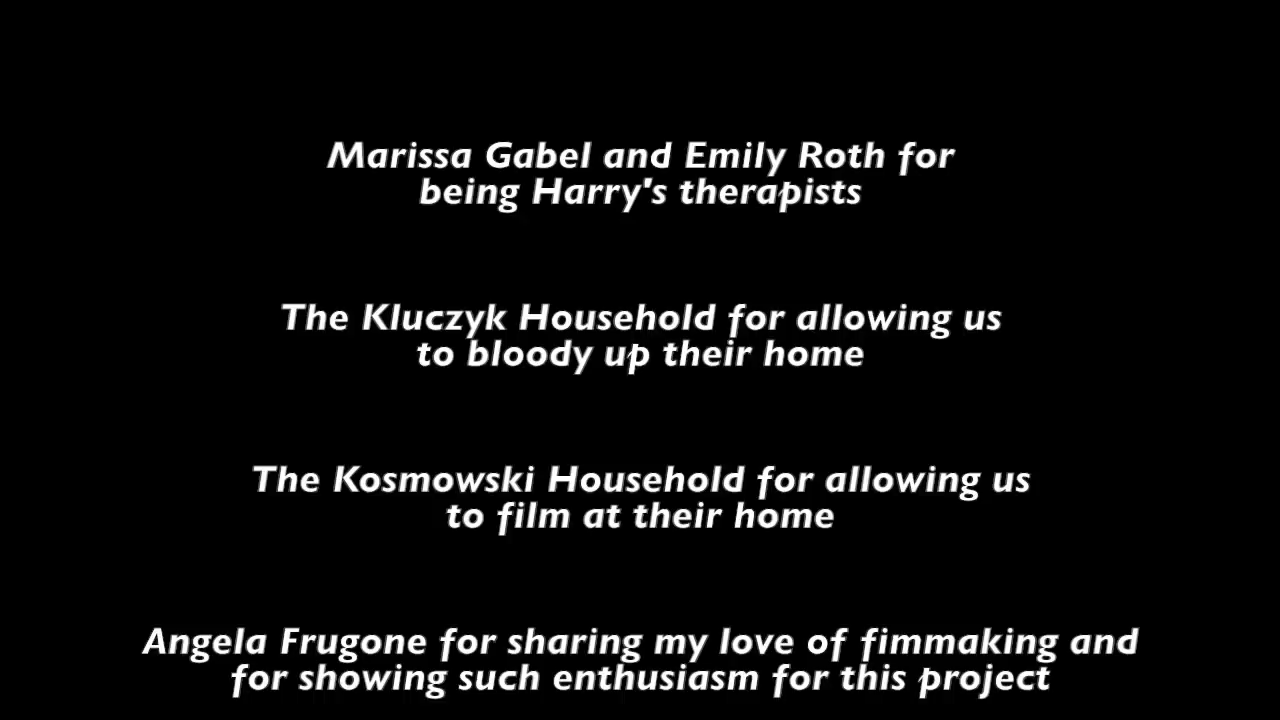 Marissa Gabel and Emily Roth for
being Harry's therapists
The Kluczyk Household for allowing us
to bloody up their home
The Kosmowski Household for allowing us
to film at their home
Angela Frugone for sharing my love of fimmaking and
for showing such enthusiasm for this project